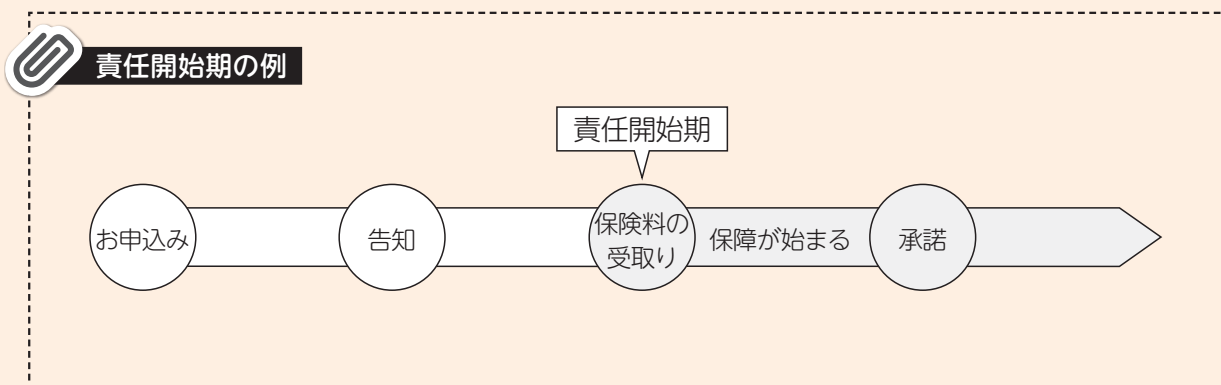 責任開始期の例
責任開始期
お申込み
告知
保険料の
受取り
保障が始まる
承諾